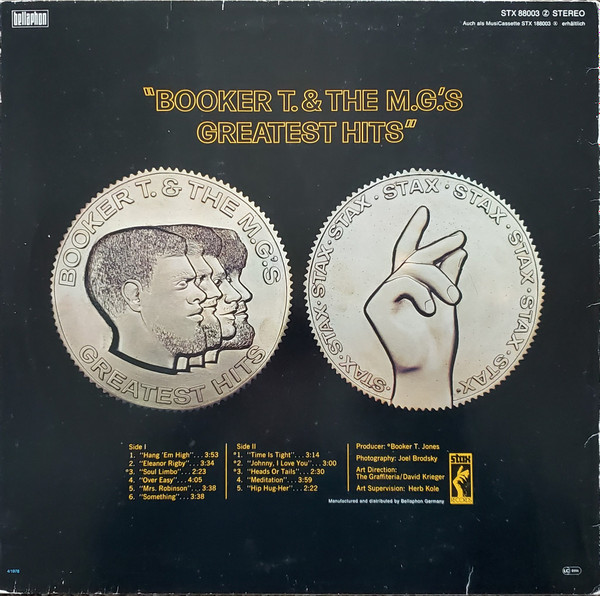 bellaphon
STX 88003 Ⓩ STEREO
Auch als MusiCassette STX 188003 Ⓧ erhältlich
"BOOKER T. & THE M.G.'S
GREATEST HITS"
BOOKER T. & THE M.G.'S
GREATEST HITS
STAX · STAX · STAX · STAX · STAX · STAX · STAX · STAX · STAX
Side I
1. "Hang 'Em High" . . . 3:53
2. "Eleanor Rigby" . . . 3:34
*3. "Soul Limbo" . . . 2:23
4. "Over Easy" . . . 4:05
5. "Mrs. Robinson" . . . 3:38
6. "Something" . . . 3:38
Side II
*1. "Time Is Tight" . . . 3:14
*2. "Johnny, I Love You" . . . 3:00
*3. "Heads Or Tails" . . . 2:30
4. "Meditation" . . . 3:59
5. "Hip Hug-Her" . . . 2:22
Producer: *Booker T. Jones
Photography: Joel Brodsky
Art Direction:
The Graffiteria/David Krieger
Art Supervision: Herb Kole
STAX
RECORDS
Manufactured and distributed by Bellaphon Germany
4/1976
LC